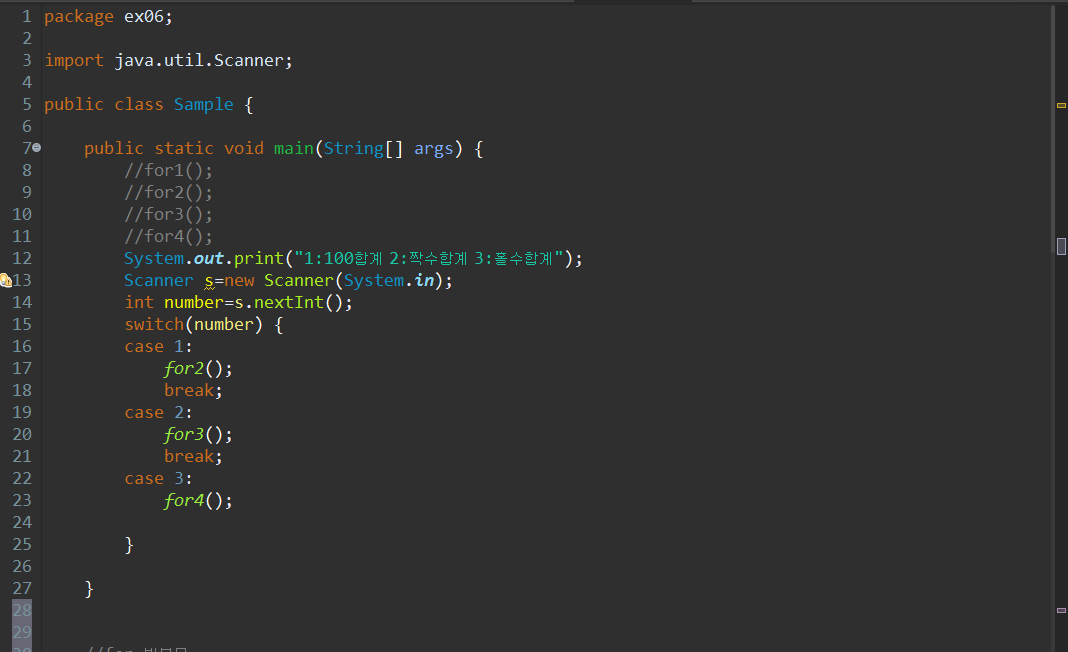 1 package ex06;
2
3 import java.util.Scanner;
4
5 public class Sample {
6
7 public static void main(String[] args) {
8 //for1();
9 //for2();
10 //for3();
11 //for4();
12 System.out.print("1:100합계 2:짝수합계 3:홀수합계");
13 Scanner s=new Scanner(System.in);
14 int number=s.nextInt();
15 switch(number) {
16 case 1:
17 for2();
18 break;
19 case 2:
20 for3();
21 break;
22 case 3:
23 for4();
24
25 }
26
27 }
28
29